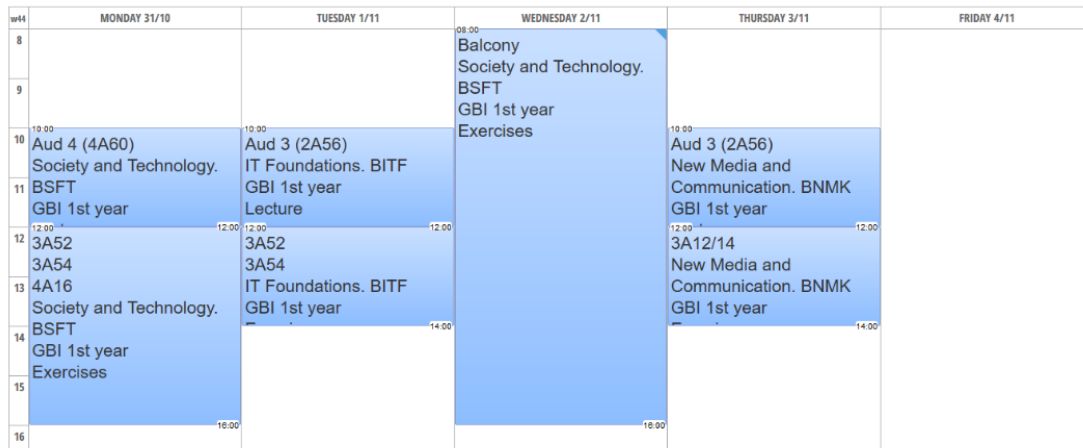 w44 MONDAY 31/10 TUESDAY 1/11 WEDNESDAY 2/11 THURSDAY 3/11 FRIDAY 4/11
8
9
10
11
12
13
14
15
16
10:00
Aud 4 (4A60)
Society and Technology.
BSFT
GBI 1st year
12:00
12:00
3A52
3A54
4A16
Society and Technology.
BSFT
GBI 1st year
Exercises
16:00
10:00
Aud 3 (2A56)
IT Foundations. BITF
GBI 1st year
Lecture
12:00
12:00
3A52
3A54
IT Foundations. BITF
GBI 1st year
14:00
08:00
Balcony
Society and Technology.
BSFT
GBI 1st year
Exercises
16:00
10:00
Aud 3 (2A56)
New Media and
Communication. BNMK
GBI 1st year
12:00
12:00
3A12/14
New Media and
Communication. BNMK
GBI 1st year
14:00